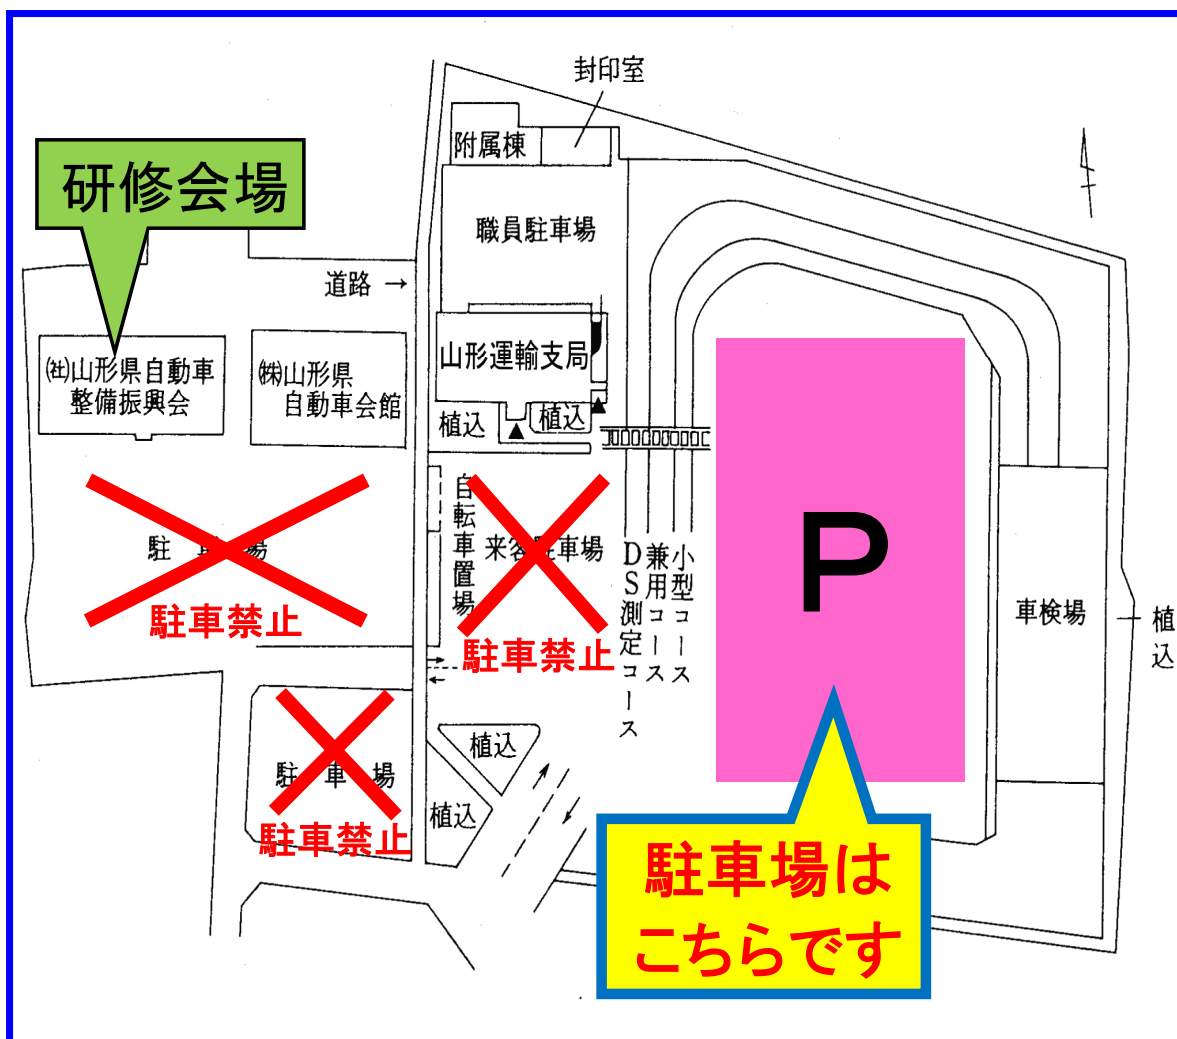 封印室
附属棟
研修会場
職員駐車場
道路 →
山形運輸支局
㈳山形県自動車
整備振興会
㈱山形県
自動車会館
植込
植込
自転車置場
来客駐車場
駐車場
駐車禁止
駐車禁止
DS測定コース
兼用コース
小型コース
P
車検場
植込
駐車場
駐車禁止
植込
植込
駐車場は
こちらです